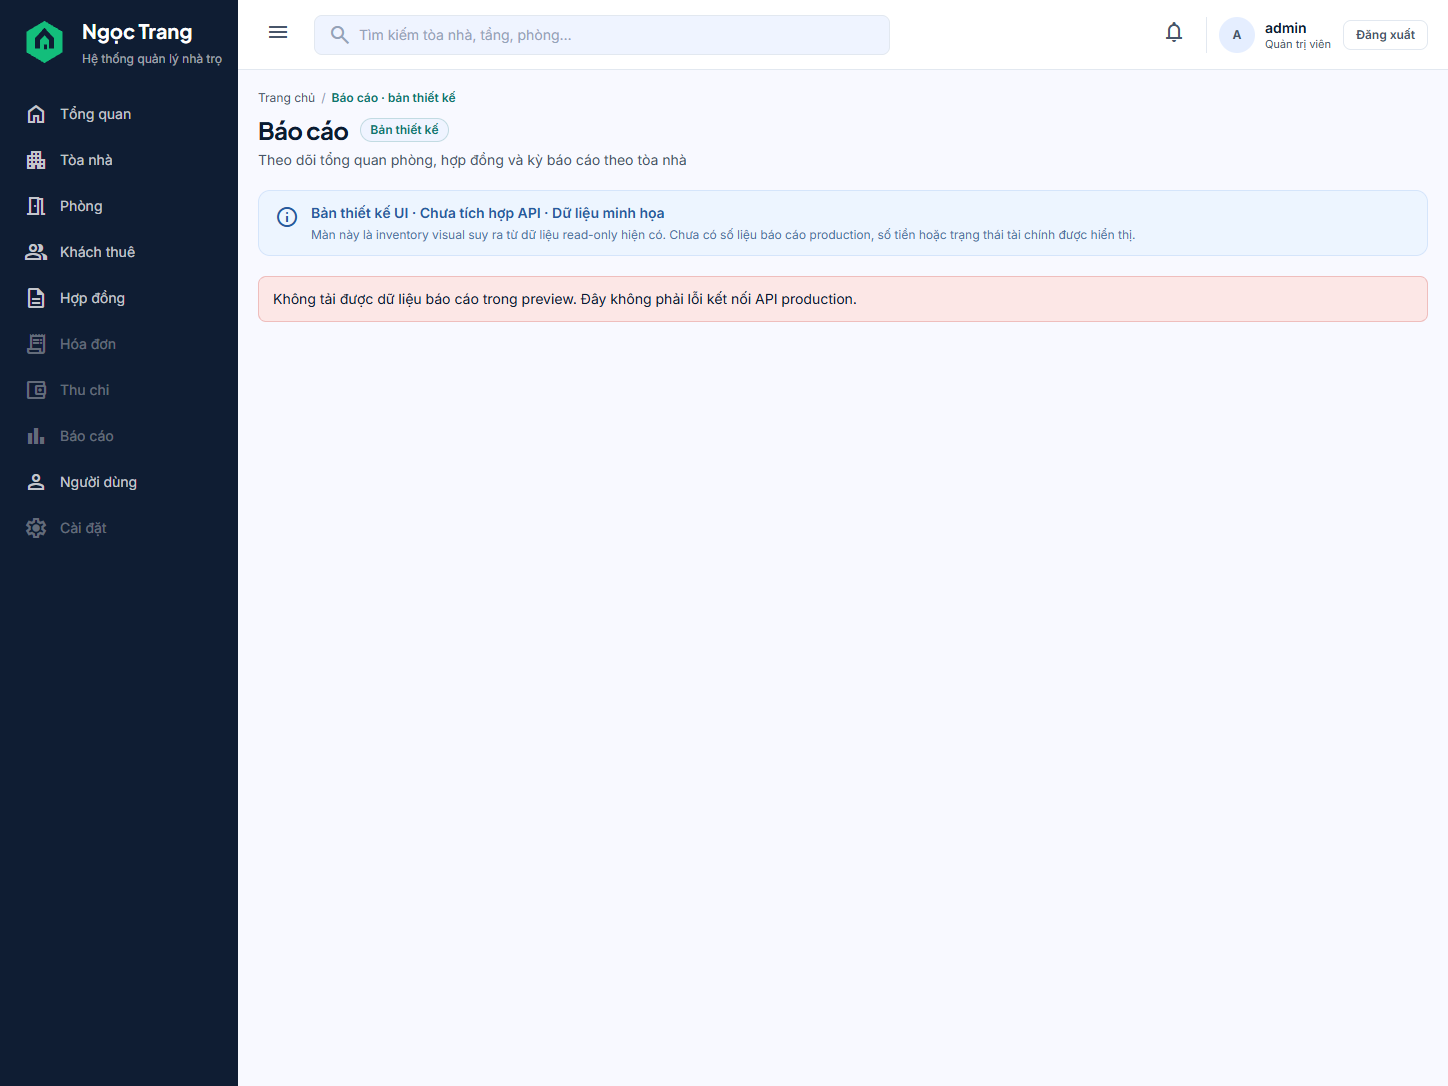 Ngọc Trang
Hệ thống quản lý nhà trọ
Tổng quan
Tòa nhà
Phòng
Khách thuê
Hợp đồng
Hóa đơn
Thu chi
Báo cáo
Người dùng
Cài đặt
Tìm kiếm tòa nhà, tầng, phòng...
A
admin
Quản trị viên
Đăng xuất
Trang chủ / Báo cáo · bản thiết kế
Báo cáo
Bản thiết kế
Theo dõi tổng quan phòng, hợp đồng và kỳ báo cáo theo tòa nhà
Bản thiết kế UI · Chưa tích hợp API · Dữ liệu minh họa
Màn này là inventory visual suy ra từ dữ liệu read-only hiện có. Chưa có số liệu báo cáo production, số tiền hoặc trạng thái tài chính được hiển thị.
Không tải được dữ liệu báo cáo trong preview. Đây không phải lỗi kết nối API production.